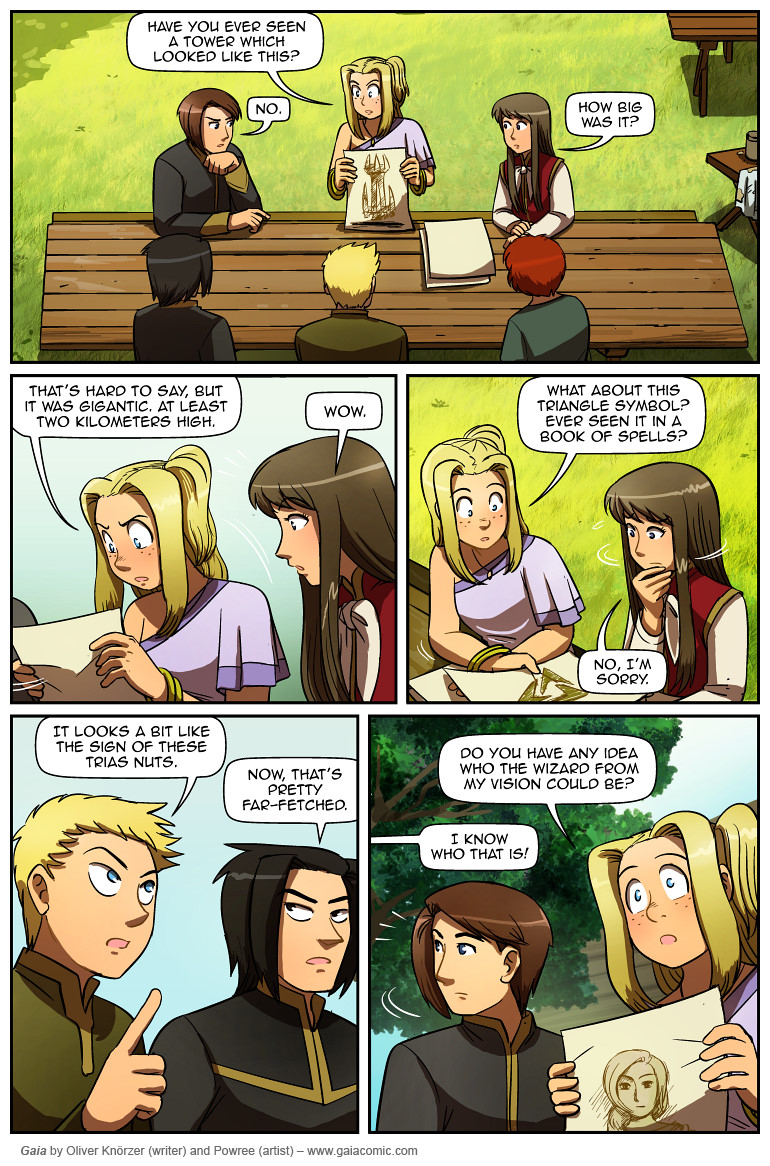 HAVE YOU EVER SEEN
A TOWER WHICH
LOOKED LIKE THIS?
NO.
HOW BIG
WAS IT?
THAT'S HARD TO SAY, BUT
IT WAS GIGANTIC. AT LEAST
TWO KILOMETERS HIGH.
WOW.
WHAT ABOUT THIS
TRIANGLE SYMBOL?
EVER SEEN IT IN A
BOOK OF SPELLS?
NO, I'M
SORRY.
IT LOOKS A BIT LIKE
THE SIGN OF THESE
TRIAS NUTS.
NOW, THAT'S
PRETTY
FAR-FETCHED.
DO YOU HAVE ANY IDEA
WHO THE WIZARD FROM
MY VISION COULD BE?
I KNOW
WHO THAT IS!
Gaia by Oliver Knörzer (writer) and Powree (artist) – www.gaiacomic.com